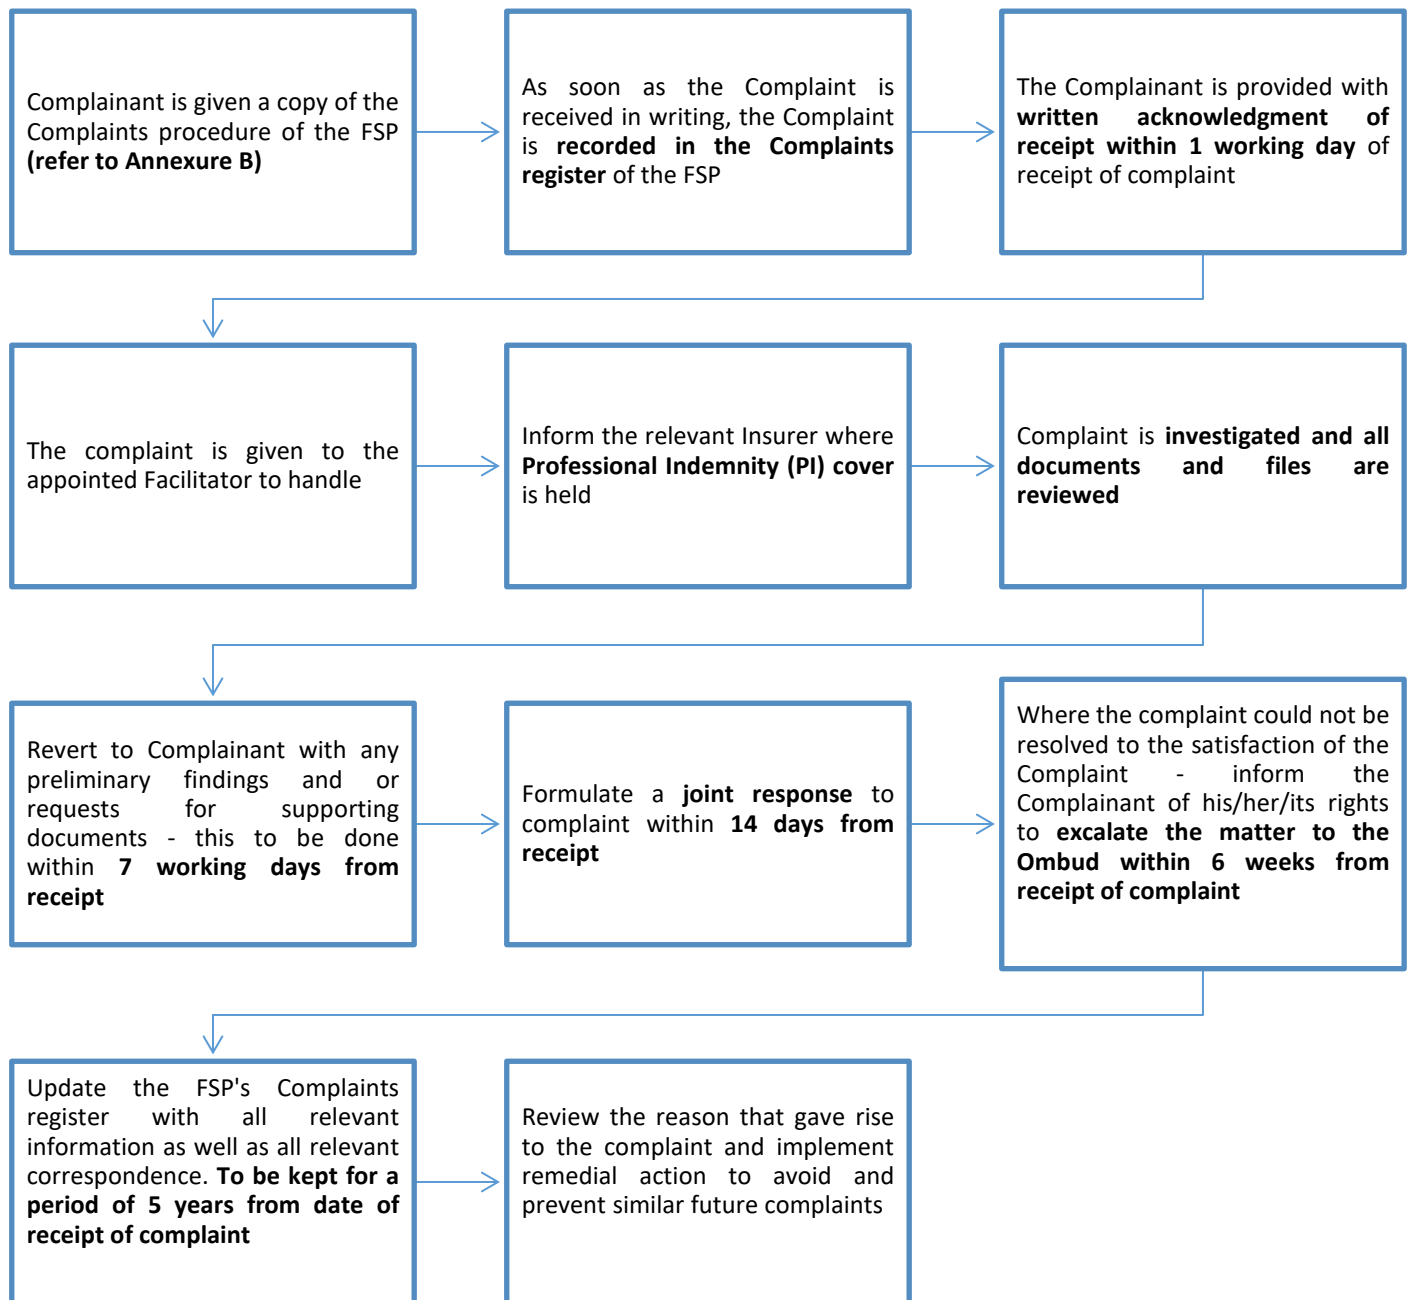 Complainant is given a copy of the
Complaints procedure of the FSP
(refer to Annexure B)
As soon as the Complaint is
received in writing, the Complaint
is recorded in the Complaints
register of the FSP
The Complainant is provided with
written acknowledgment of
receipt within 1 working day of
receipt of complaint
The complaint is given to the
appointed Facilitator to handle
Inform the relevant Insurer where
Professional Indemnity (PI) cover
is held
Complaint is investigated and all
documents and files are
reviewed
Revert to Complainant with any
preliminary findings and or
requests for supporting
documents - this to be done
within 7 working days from
receipt
Formulate a joint response to
complaint within 14 days from
receipt
Where the complaint could not be
resolved to the satisfaction of the
Complaint - inform the
Complainant of his/her/its rights
to excalate the matter to the
Ombud within 6 weeks from
receipt of complaint
Update the FSP's Complaints
register with all relevant
information as well as all relevant
correspondence. To be kept for a
period of 5 years from date of
receipt of complaint
Review the reason that gave rise
to the complaint and implement
remedial action to avoid and
prevent similar future complaints